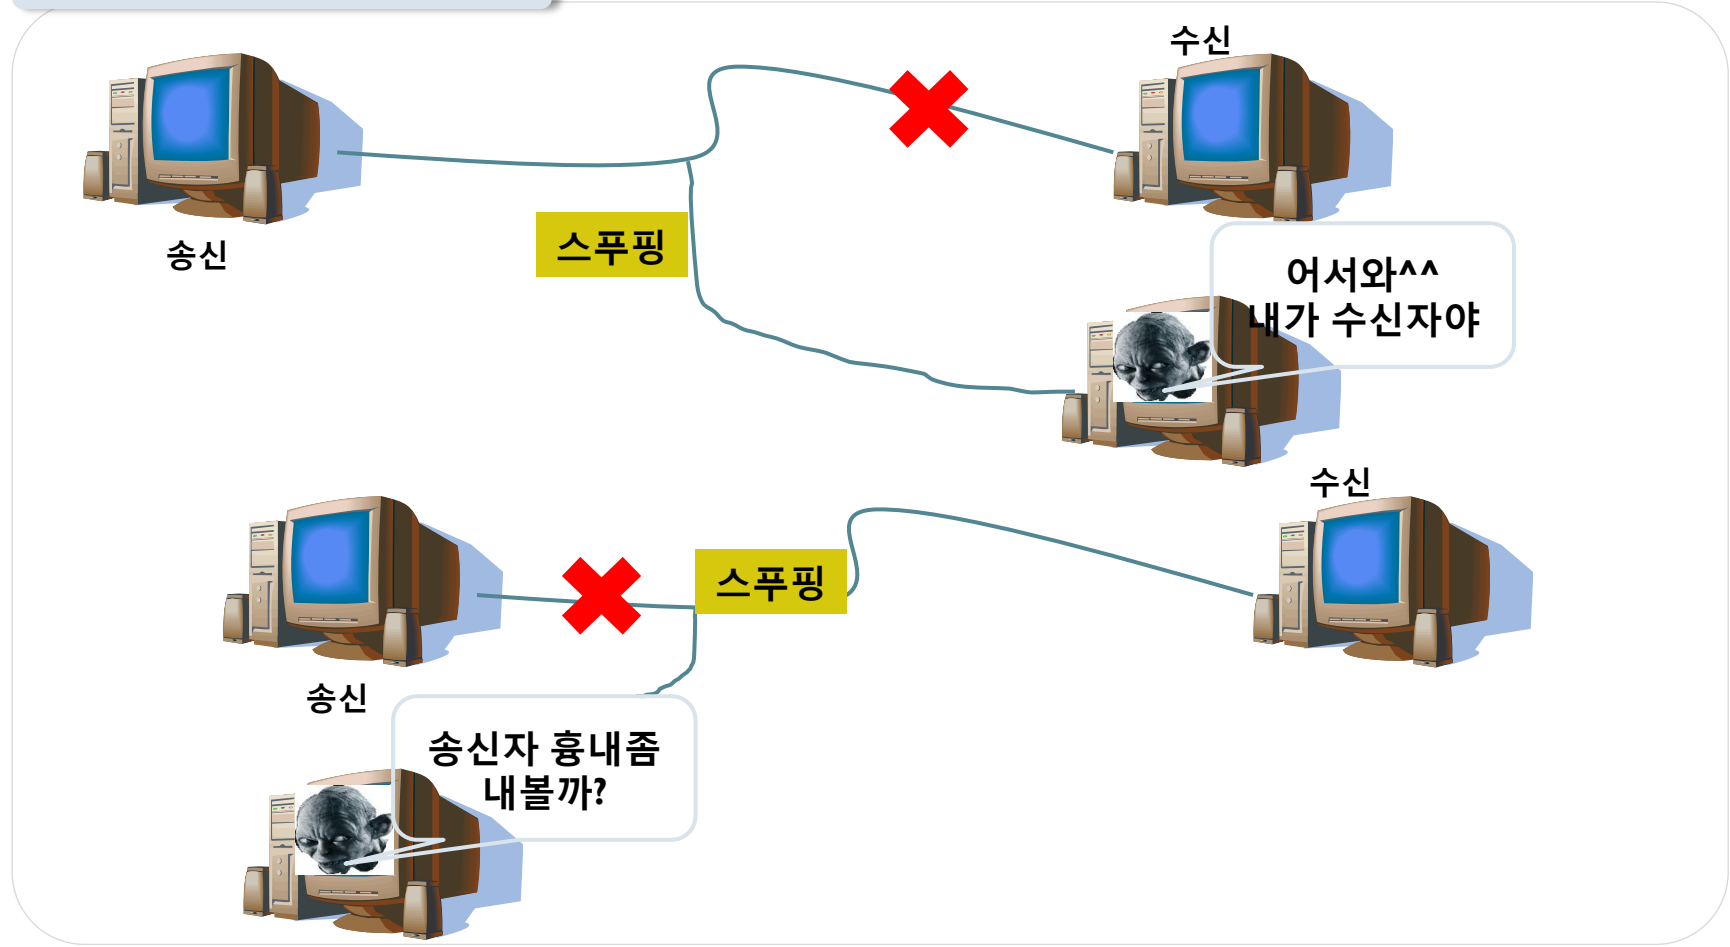 수신
송신
스푸핑
어서와^^
내가 수신자야
수신
스푸핑
송신
송신자 흉내좀
내볼까?